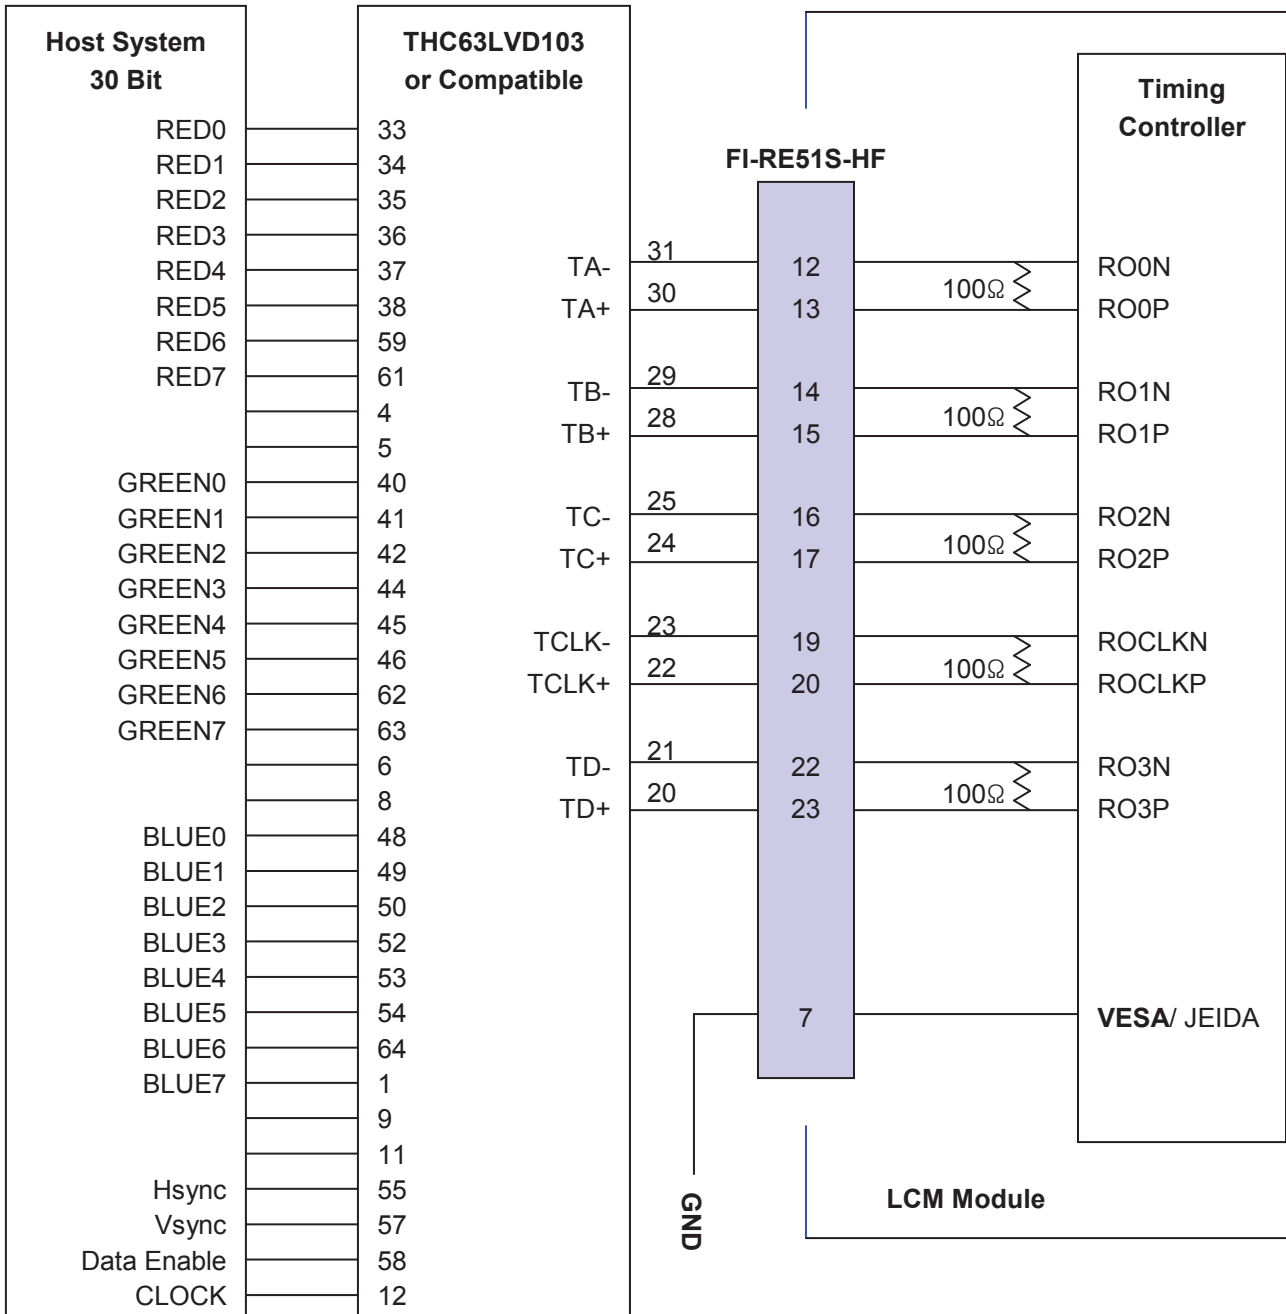 Host System
30 Bit
THC63LVD103
or Compatible
Timing
Controller
FI-RE51S-HF
RED0 33
RED1 34
RED2 35
RED3 36
RED4 37
RED5 38
RED6 59
RED7 61
4
5
GREEN0 40
GREEN1 41
GREEN2 42
GREEN3 44
GREEN4 45
GREEN5 46
GREEN6 62
GREEN7 63
6
8
BLUE0 48
BLUE1 49
BLUE2 50
BLUE3 52
BLUE4 53
BLUE5 54
BLUE6 64
BLUE7 1
9
11
Hsync 55
Vsync 57
Data Enable 58
CLOCK 12
TA- 31 12 RO0N
100Ω
TA+ 30 13 RO0P
TB- 29 14 RO1N
100Ω
TB+ 28 15 RO1P
TC- 25 16 RO2N
100Ω
TC+ 24 17 RO2P
TCLK- 23 19 ROCLKN
100Ω
TCLK+ 22 20 ROCLKP
TD- 21 22 RO3N
100Ω
TD+ 20 23 RO3P
7 VESA/ JEIDA
GND
LCM Module